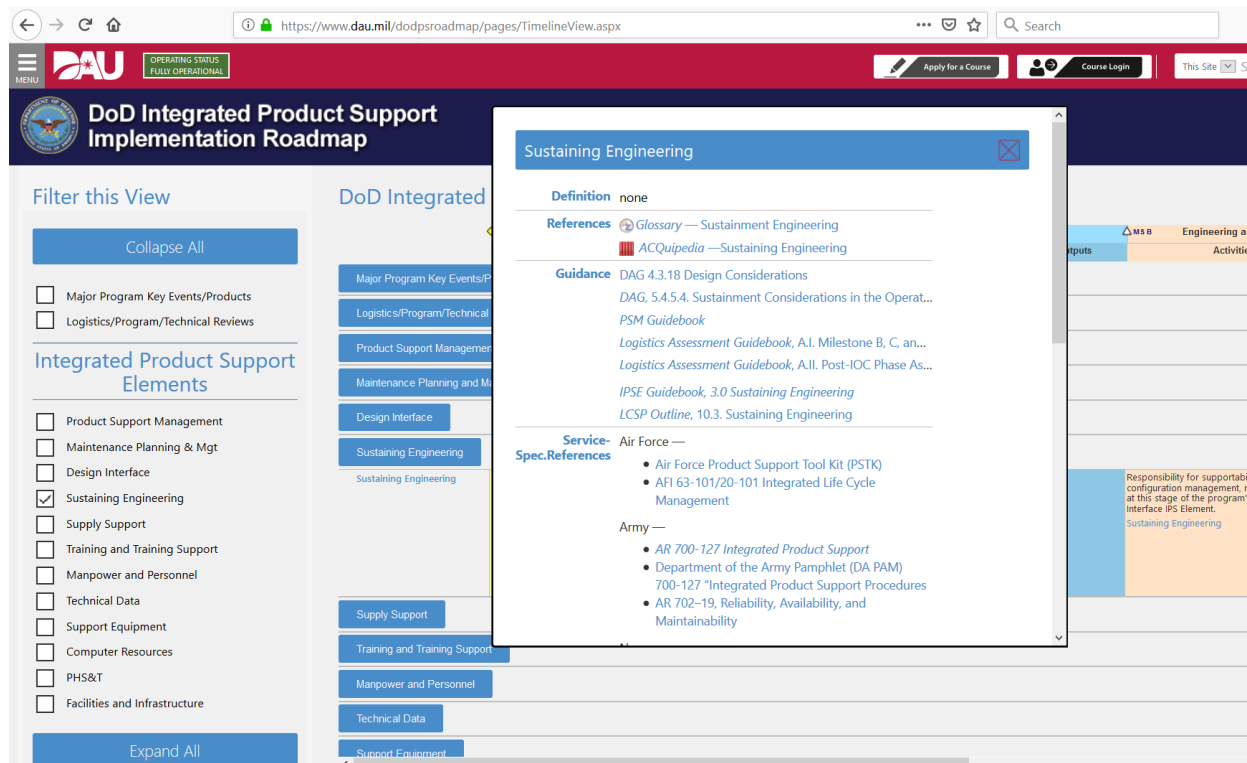 https://www.dau.mil/dodpsroadmap/pages/TimelineView.aspx
Search
MENU
DAU
OPERATING STATUS
FULLY OPERATIONAL
Apply for a Course
Course Login
This Site
DoD Integrated Product Support
Implementation Roadmap
Filter this View
Collapse All
Major Program Key Events/Products
Logistics/Program/Technical Reviews
Integrated Product Support
Elements
Product Support Management
Maintenance Planning & Mgt
Design Interface
Sustaining Engineering
Supply Support
Training and Training Support
Manpower and Personnel
Technical Data
Support Equipment
Computer Resources
PHS&T
Facilities and Infrastructure
Expand All
DoD Integrated
Major Program Key Events/P
Logistics/Program/Technical
Product Support Managemen
Maintenance Planning and Ma
Design Interface
Sustaining Engineering
Sustaining Engineering
Supply Support
Training and Training Support
Manpower and Personnel
Technical Data
Support Equipment
Sustaining Engineering
Definition none
References Glossary — Sustainment Engineering
ACQuipedia —Sustaining Engineering
Guidance DAG 4.3.18 Design Considerations
DAG, 5.4.5.4. Sustainment Considerations in the Operat...
PSM Guidebook
Logistics Assessment Guidebook, A.I. Milestone B, C, an...
Logistics Assessment Guidebook, A.II. Post-IOC Phase As...
IPSE Guidebook, 3.0 Sustaining Engineering
LCSP Outline, 10.3. Sustaining Engineering
Service-
Spec.References
Air Force —
• Air Force Product Support Tool Kit (PSTK)
• AFI 63-101/20-101 Integrated Life Cycle
Management
Army —
• AR 700-127 Integrated Product Support
• Department of the Army Pamphlet (DA PAM)
700-127 “Integrated Product Support Procedures
• AR 702–19, Reliability, Availability, and
Maintainability
MS B
Engineering a
tputs
Activitie
Responsibility for supportabi
configuration management, r
at this stage of the program'
Interface IPS Element.
Sustaining Engineering